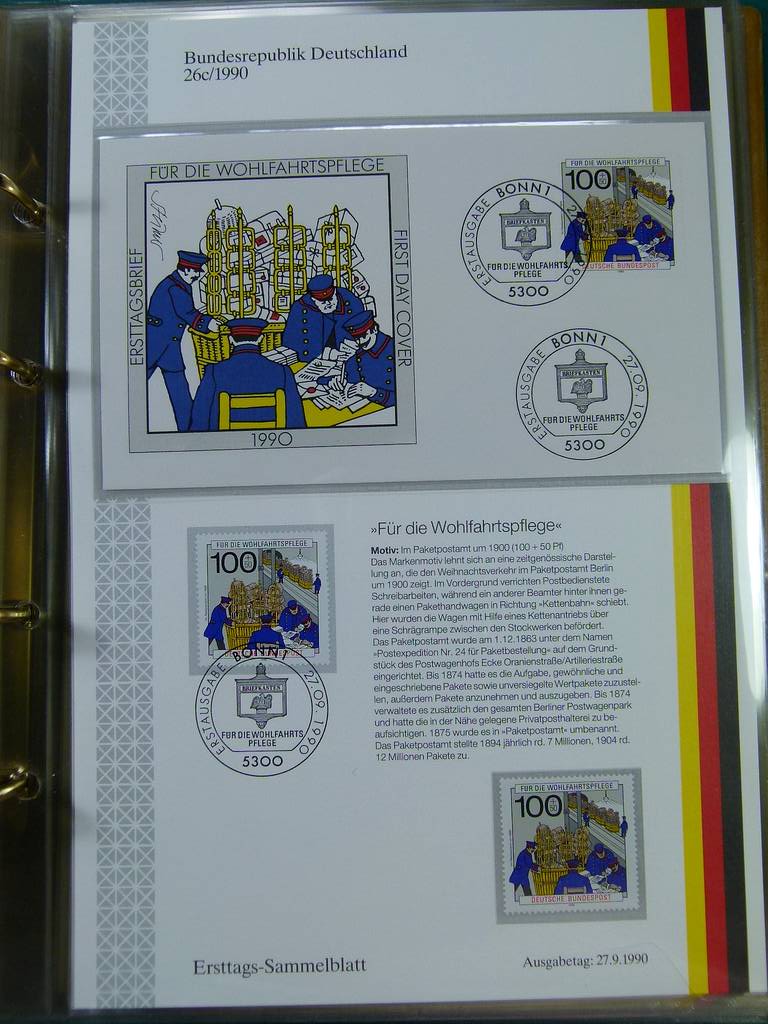 Bundesrepublik Deutschland
26c/1990
FÜR DIE WOHLFAHRTSPFLEGE
ERSTTAGSBRIEF
FIRST DAY COVER
1990
FÜR DIE WOHLFAHRTSPFLEGE
100
+50
DEUTSCHE BUNDESPOST
ERSTAUSGABE BONN 1
BRIEFKASTEN
FÜR DIE WOHLFAHRTS
PFLEGE
5300
ERSTAUSGABE BONN 1 27.09.1990
BRIEFKASTEN
FÜR DIE WOHLFAHRTS
PFLEGE
5300
FÜR DIE WOHLFAHRTSPFLEGE
100
+50
ERSTAUSGABE BONN 1 27.09.1990
BRIEFKASTEN
FÜR DIE WOHLFAHRTS
PFLEGE
5300
»Für die Wohlfahrtspflege«
Motiv: Im Paketpostamt um 1900 (100 + 50 Pf)
Das Markenmotiv lehnt sich an eine zeitgenössische Darstel-
lung an, die den Weihnachtsverkehr im Paketpostamt Berlin
um 1900 zeigt. Im Vordergrund verrichten Postbedienstete
Schreibarbeiten, während ein anderer Beamter hinter ihnen ge-
rade einen Pakethandwagen in Richtung »Kettenbahn« schiebt.
Hier wurden die Wagen mit Hilfe eines Kettenantriebs über
eine Schrägrampe zwischen den Stockwerken befördert.
Das Paketpostamt wurde am 1.12.1863 unter dem Namen
»Postexpedition Nr. 24 für Paketbestellung« auf dem Grund-
stück des Postwagenhofs Ecke Oranienstraße/Artilleriestraße
eingerichtet. Bis 1874 hatte es die Aufgabe, gewöhnliche und
eingeschriebene Pakete sowie unversiegelte Wertpakete zuzustel-
len, außerdem Pakete anzunehmen und auszugeben. Bis 1874
verwaltete es zusätzlich den gesamten Berliner Postwagenpark
und hatte die in der Nähe gelegene Privatposthalterei zu be-
aufsichtigen. 1875 wurde es in »Paketpostamt« umbenannt.
Das Paketpostamt stellte 1894 jährlich rd. 7 Millionen, 1904 rd.
12 Millionen Pakete zu.
FÜR DIE WOHLFAHRTSPFLEGE
100
+50
DEUTSCHE BUNDESPOST
Ersttags-Sammelblatt
Ausgabetag: 27.9.1990